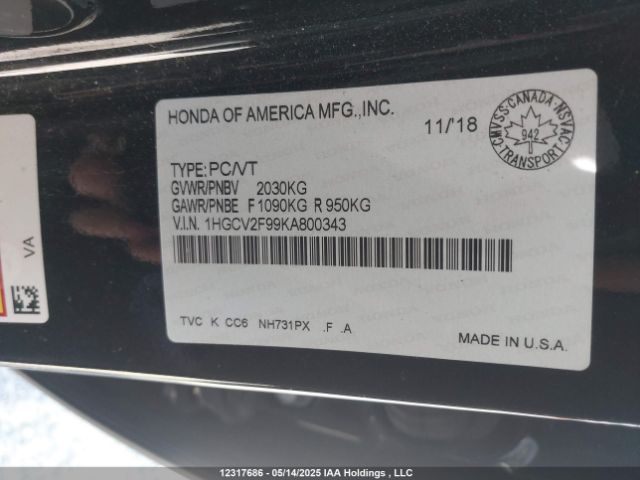 HONDA OF AMERICA MFG.,INC.
11/'18
CMVSS·CANADA·NSVAC
942
TRANSPORT
TYPE: PC/VT
GVWR/PNBV 2030KG
GAWR/PNBE F 1090KG R 950KG
V.I.N. 1HGCV2F99KA800343
TVC K CC6 NH731PX .F .A
MADE IN U.S.A.
VA
12317686 - 05/14/2025 IAA Holdings , LLC